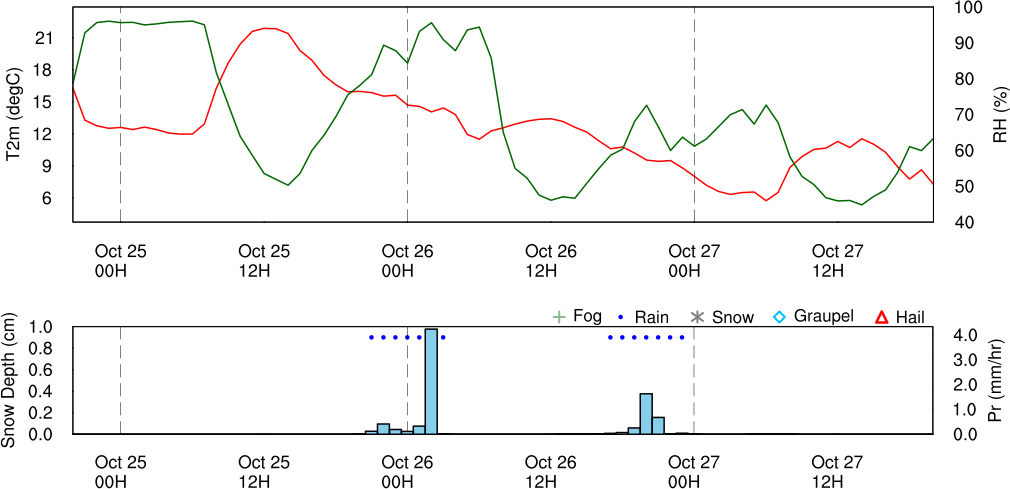 100
21
90
18
80
15
70
12
60
9
50
6
40
T2m (degC)
RH (%)
Oct 25 Oct 25 Oct 26 Oct 26 Oct 27 Oct 27
00H 12H 00H 12H 00H 12H
Fog Rain Snow Graupel Hail
1.0
0.8
0.6
0.4
0.2
0.0
Snow Depth (cm)
4.0
3.0
2.0
1.0
0.0
Pr (mm/hr)
Oct 25 Oct 25 Oct 26 Oct 26 Oct 27 Oct 27
00H 12H 00H 12H 00H 12H